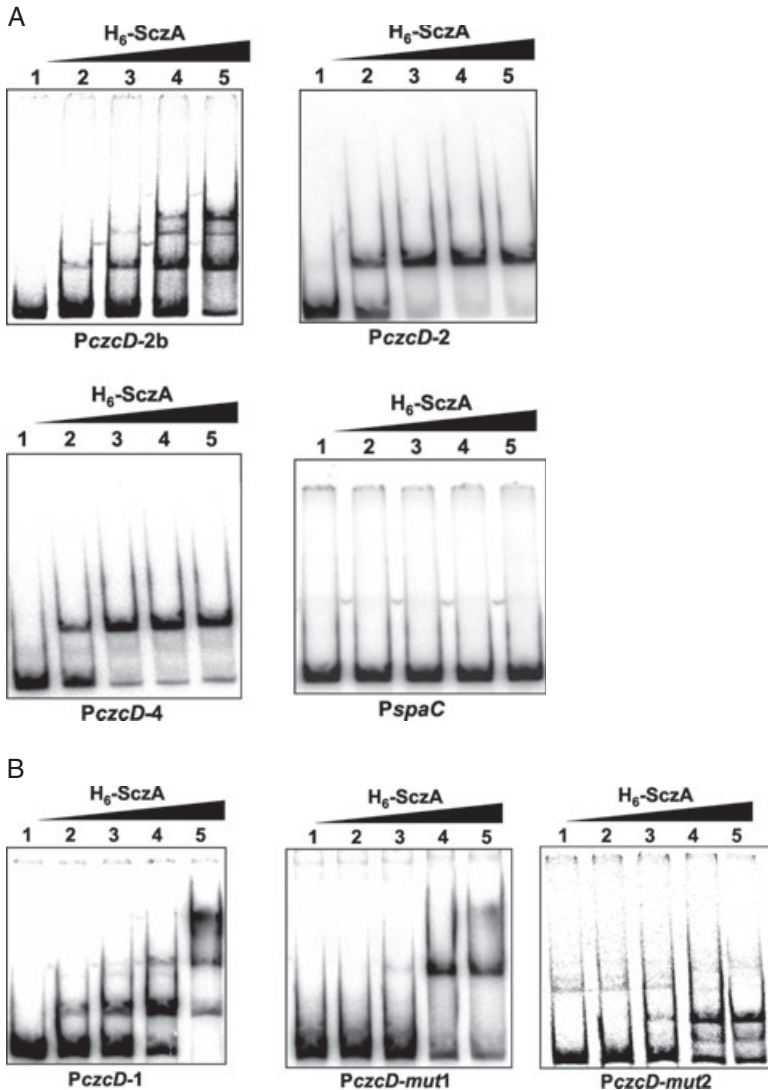 A
H6-SczA
H6-SczA
1 2 3 4 5
1 2 3 4 5
PczcD-2b
PczcD-2
H6-SczA
H6-SczA
1 2 3 4 5
1 2 3 4 5
PczcD-4
PspaC
B
H6-SczA
H6-SczA
H6-SczA
1 2 3 4 5
1 2 3 4 5
1 2 3 4 5
PczcD-1
PczcD-mut1
PczcD-mut2